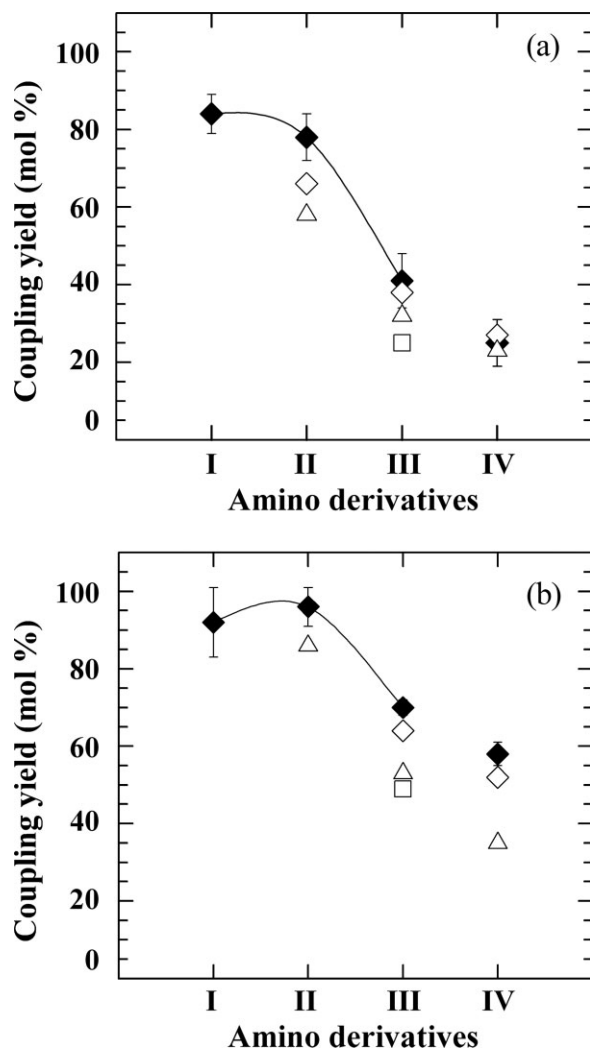 (a)
100
80
60
40
20
0
Coupling yield (mol %)
I II III IV
Amino derivatives
(b)
100
80
60
40
20
0
Coupling yield (mol %)
I II III IV
Amino derivatives